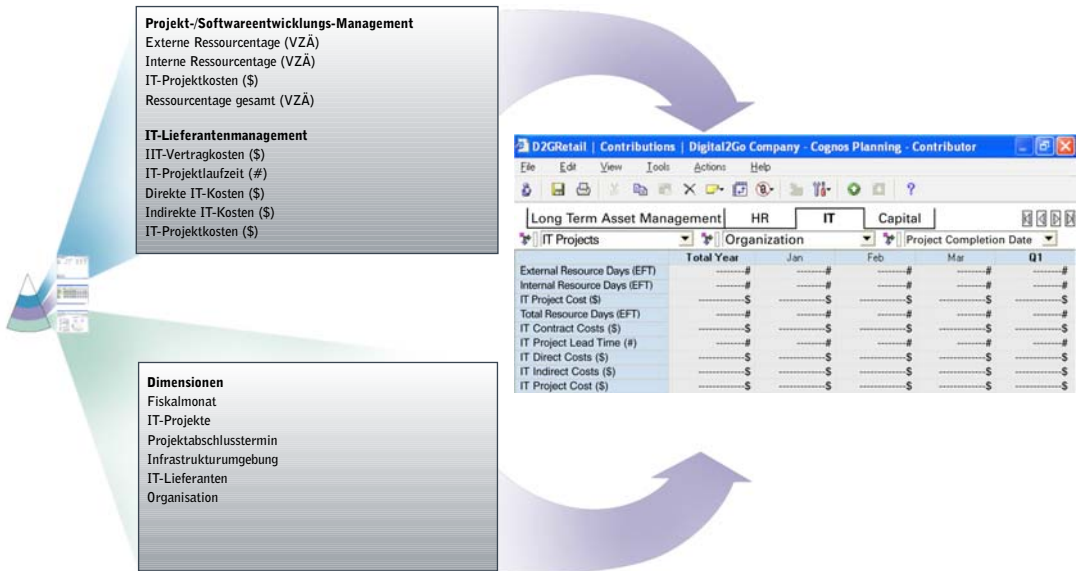 Projekt-/Softwareentwicklungs-Management
Externe Ressourcentage (VZÄ)
Interne Ressourcentage (VZÄ)
IT-Projektkosten ($)
Ressourcentage gesamt (VZÄ)
IT-Lieferantenmanagement
IIT-Vertragkosten ($)
IT-Projektlaufzeit (#)
Direkte IT-Kosten ($)
Indirekte IT-Kosten ($)
IT-Projektkosten ($)
D2GRetail | Contributions | Digital2Go Company - Cognos Planning - Contributor
File Edit View Tools Actions Help
Long Term Asset Management HR IT Capital
IT Projects Organization Project Completion Date
Total Year Jan Feb Mar Q1
External Resource Days (EFT) --------# --------# --------# --------# --------#
Internal Resource Days (EFT) --------# --------# --------# --------# --------#
IT Project Cost ($) ------------$ ------------$ ------------$ ------------$ ------------$
Total Resource Days (EFT) --------# --------# --------# --------# --------#
IT Contract Costs ($) ------------$ ------------$ ------------$ ------------$ ------------$
IT Project Lead Time (#) --------# --------# --------# --------# --------#
IT Direct Costs ($) ------------$ ------------$ ------------$ ------------$ ------------$
IT Indirect Costs ($) ------------$ ------------$ ------------$ ------------$ ------------$
IT Project Cost ($) ------------$ ------------$ ------------$ ------------$ ------------$
Dimensionen
Fiskalmonat
IT-Projekte
Projektabschlusstermin
Infrastrukturumgebung
IT-Lieferanten
Organisation